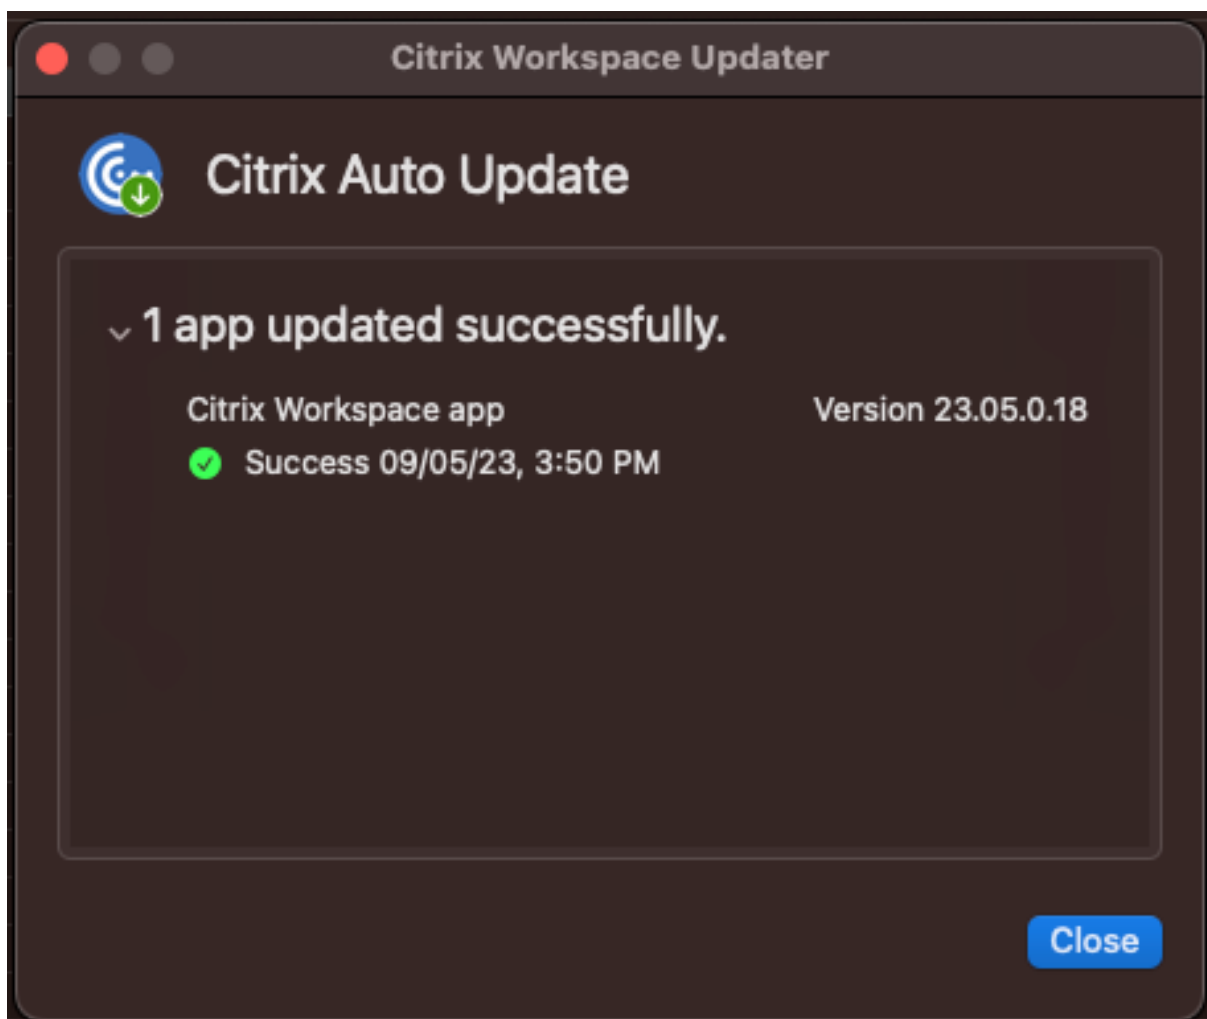 Citrix Workspace Updater
Citrix Auto Update
1 app updated successfully.
Citrix Workspace app Version 23.05.0.18
Success 09/05/23, 3:50 PM
Close